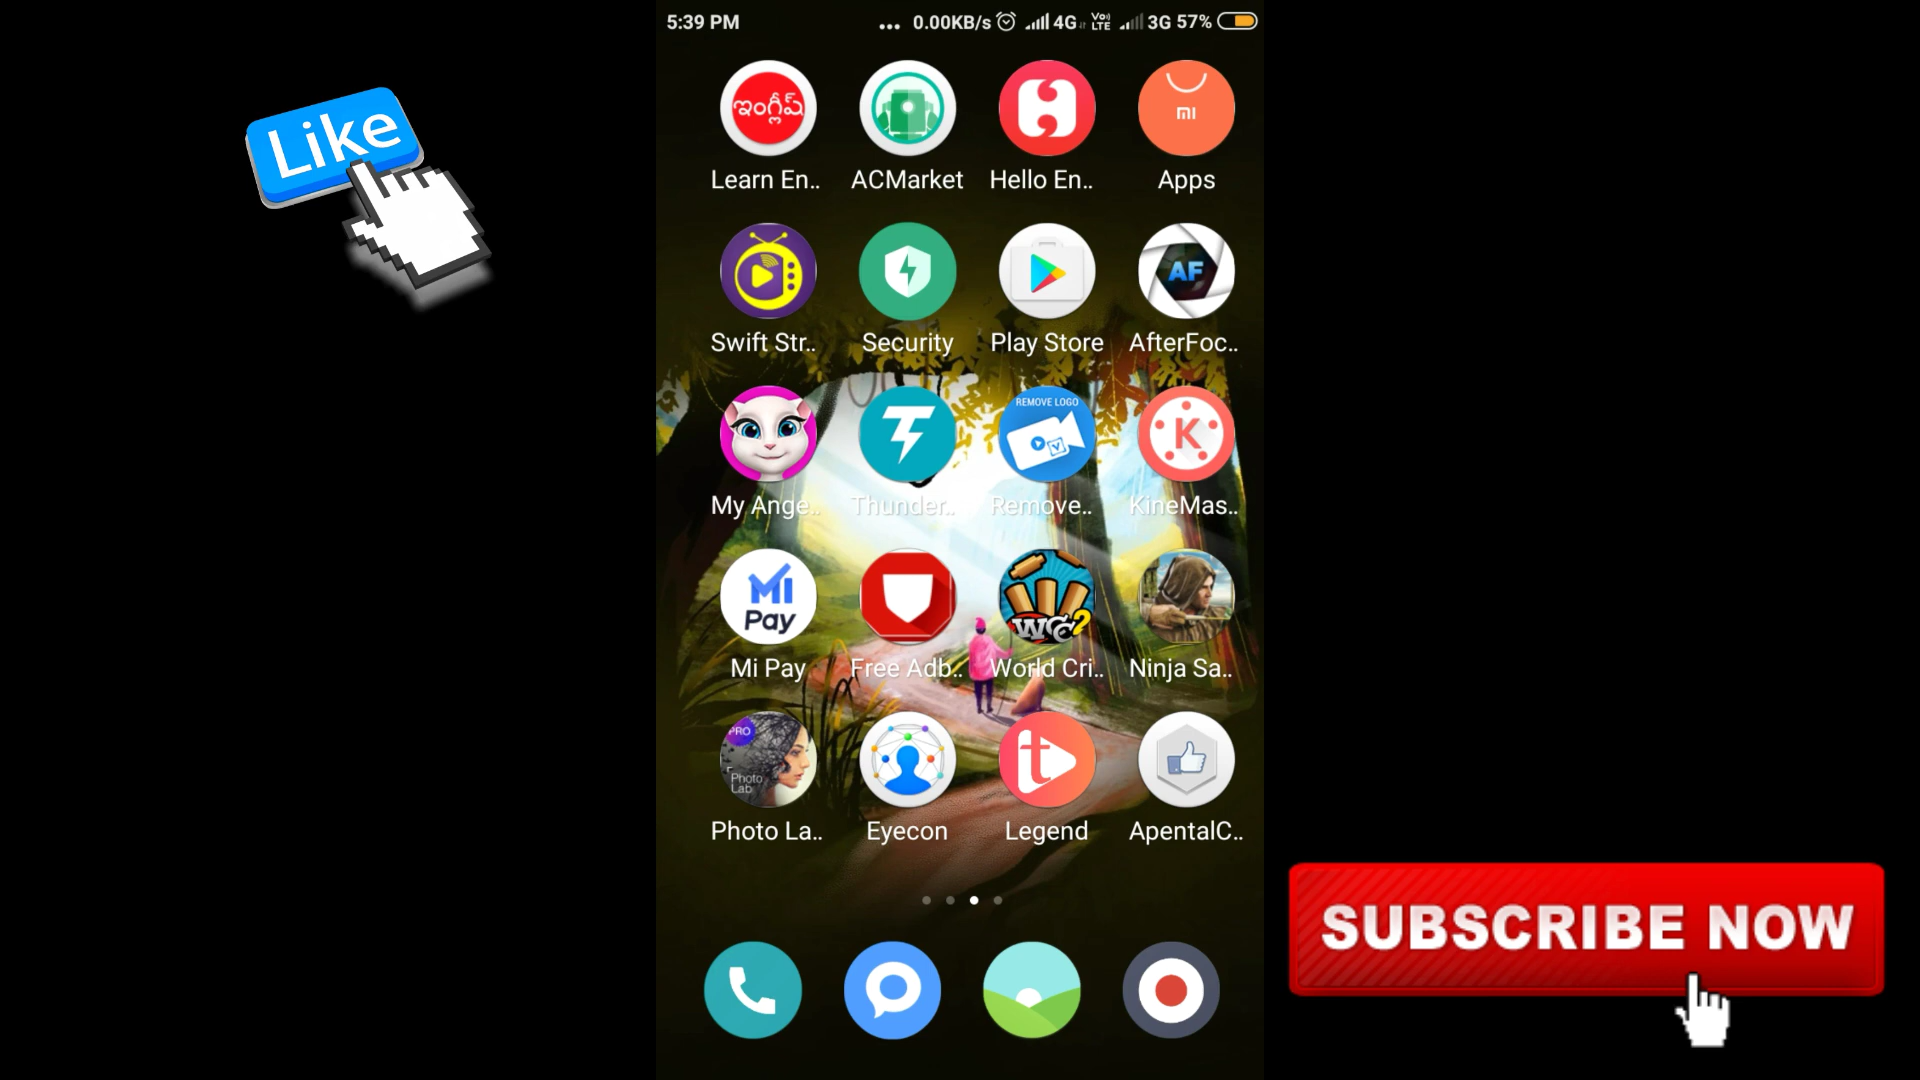 5:39 PM ... 0.00KB/s 4G VoLTE 3G 57%
Like
ఇంగ్లీష్
MI
Learn En.. ACMarket Hello En.. Apps
AF
Swift Str.. Security Play Store AfterFoc..
REMOVE LOGO
K
My Ange.. Thunder.. Remove.. KineMas..
MI
Pay
WCC2
Mi Pay Free Adb.. World Cri.. Ninja Sa..
PRO
Photo
Lab
t
Photo La.. Eyecon Legend ApentalC..
SUBSCRIBE NOW